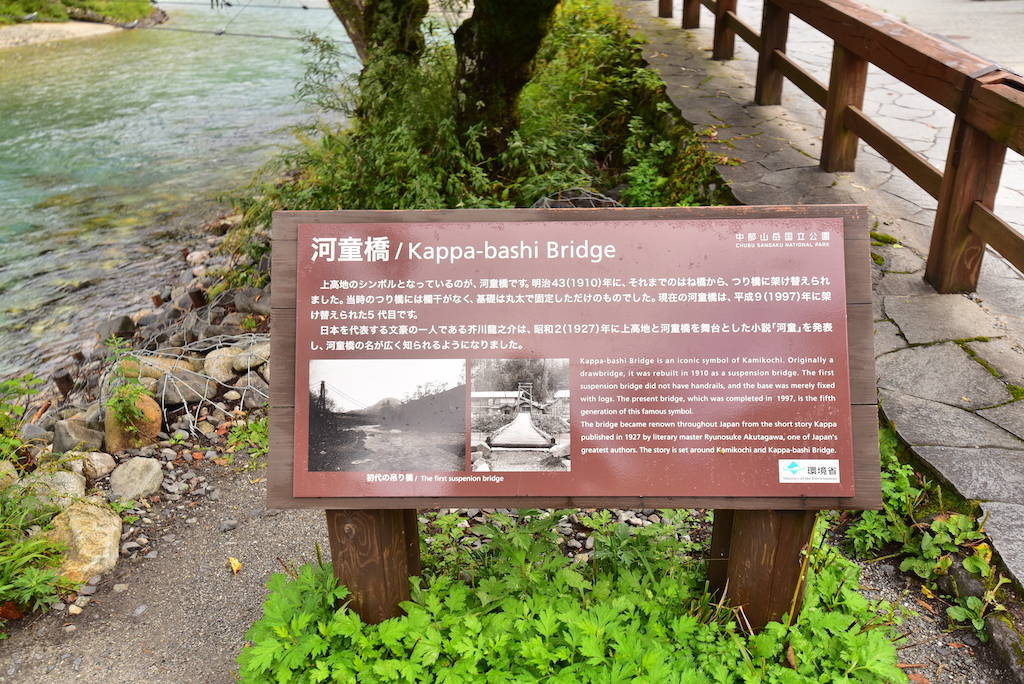 河童橋 / Kappa-bashi Bridge
中部山岳国立公園
CHUBU SANGAKU NATIONAL PARK
上高地のシンボルとなっているのが、河童橋です。明治43(1910)年に、それまでのはね橋から、つり橋に架け替えられ
ました。当時のつり橋には欄干がなく、基礎は丸太で固定しただけのものでした。現在の河童橋は、平成9(1997)年に架
け替えられた5代目です。
日本を代表する文豪の一人である芥川龍之介は、昭和2(1927)年に上高地と河童橋を舞台とした小説「河童」を発表
し、河童橋の名が広く知られるようになりました。
Kappa-bashi Bridge is an iconic symbol of Kamikochi. Originally a
drawbridge, it was rebuilt in 1910 as a suspension bridge. The first
suspension bridge did not have handrails, and the base was merely fixed
with logs. The present bridge, which was completed in 1997, is the fifth
generation of this famous symbol.
The bridge became renown throughout Japan from the short story Kappa
published in 1927 by literary master Ryunosuke Akutagawa, one of Japan's
greatest authors. The story is set around Kamikochi and Kappa-bashi Bridge.
初代の吊り橋 / The first suspenion bridge
環境省